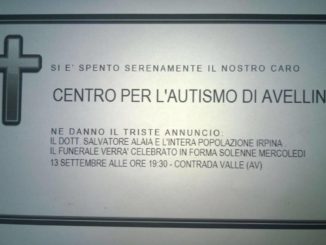 SI E' SPENTO SERENAMENTE IL NOSTRO CARO
CENTRO PER L'AUTISMO DI AVELLIN
NE DANNO IL TRISTE ANNUNCIO:
IL DOTT. SALVATORE ALAIA E L'INTERA POPOLAZIONE IRPINA
IL FUNERALE VERRA' CELEBRATO IN FORMA SOLENNE MERCOLEDI
13 SETTEMBRE ALLE ORE 19:30 - CONTRADA VALLE (AV)